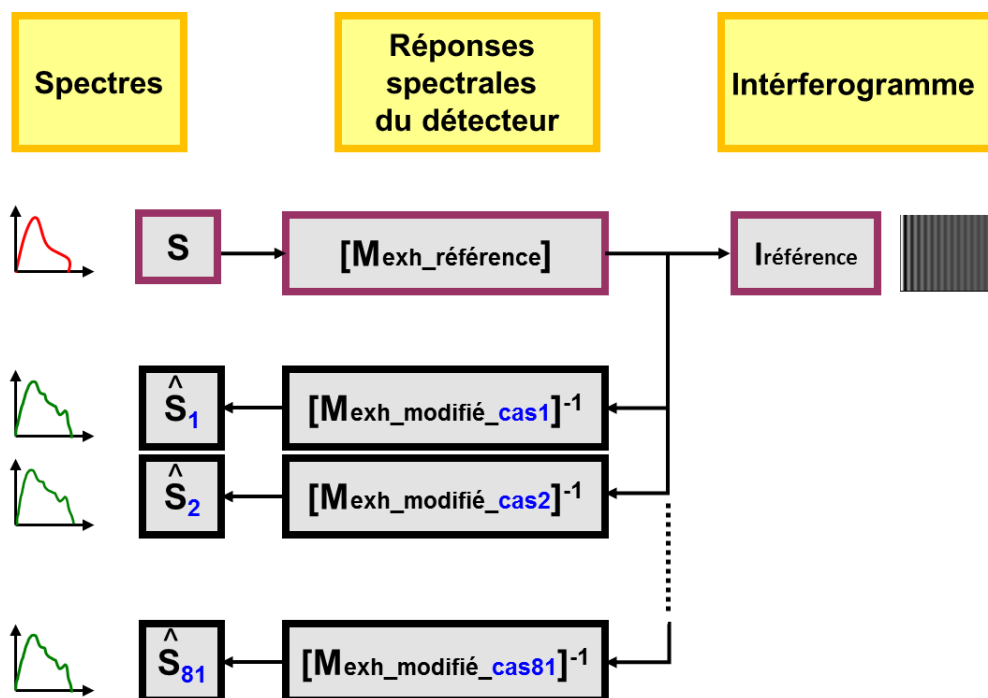 Spectres
Réponses
spectrales
du détecteur
Intérferogramme
S
[Mexh_référence]
Iréférence
Ŝ1
[Mexh_modifié_cas1]-1
Ŝ2
[Mexh_modifié_cas2]-1
Ŝ81
[Mexh_modifié_cas81]-1